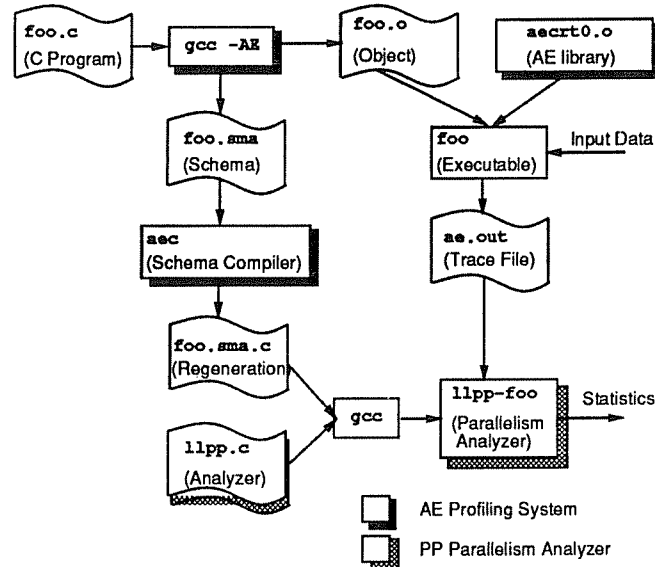 foo.c
(C Program)
gcc -AE
foo.o
(Object)
aecrt0.o
(AE library)
foo.sma
(Schema)
foo
(Executable)
Input Data
aec
(Schema Compiler)
ae.out
(Trace File)
foo.sma.c
(Regeneration
gcc
llpp-foo
(Parallelism
Analyzer)
Statistics
llpp.c
(Analyzer)
AE Profiling System
PP Parallelism Analyzer